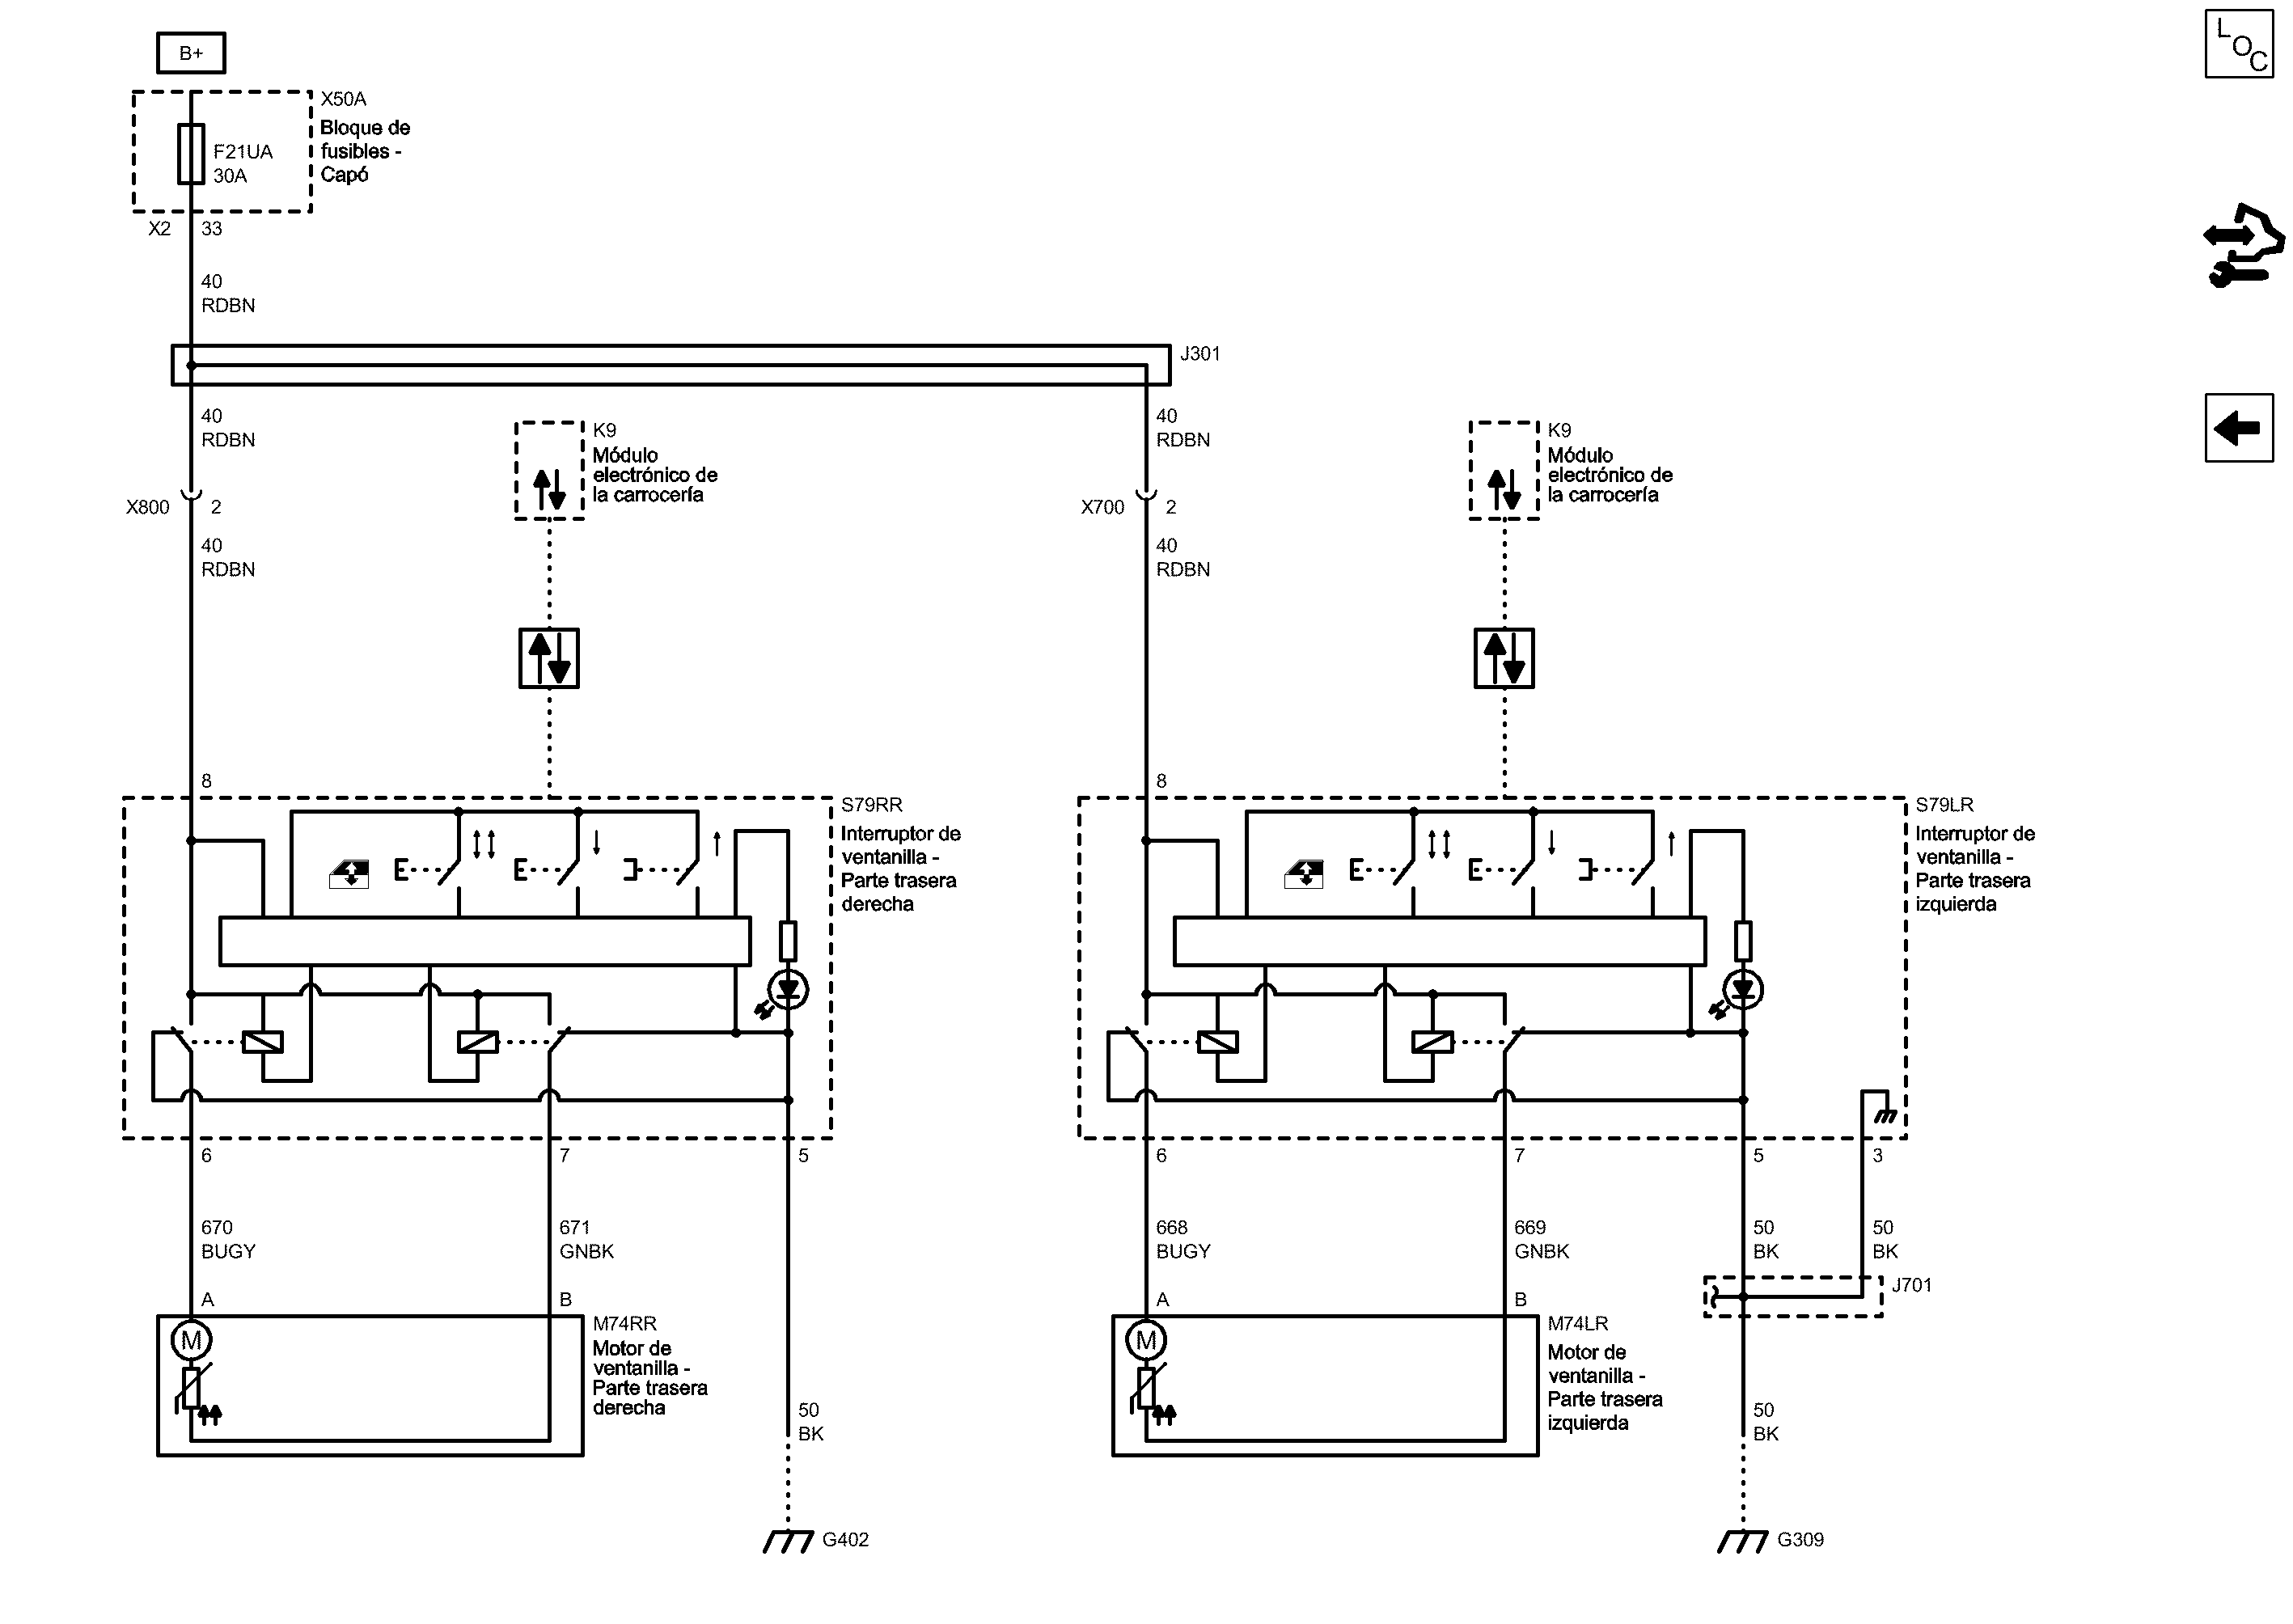 B+
X50A
Bloque de
fusibles -
Capó
F21UA
30A
X2
33
40
RDBN
J301
40
RDBN
X800
2
40
RDBN
K9
Módulo
electrónico de
la carrocería
40
RDBN
X700
2
40
RDBN
K9
Módulo
electrónico de
la carrocería
8
S79RR
Interruptor de
ventanilla -
Parte trasera
derecha
8
S79LR
Interruptor de
ventanilla -
Parte trasera
izquierda
6
7
5
6
7
5
3
670
BUGY
671
GNBK
668
BUGY
669
GNBK
50
BK
50
BK
J701
A
B
M74RR
Motor de
ventanilla -
Parte trasera
derecha
M
50
BK
A
B
M74LR
Motor de
ventanilla -
Parte trasera
izquierda
M
50
BK
G402
G309
LOC